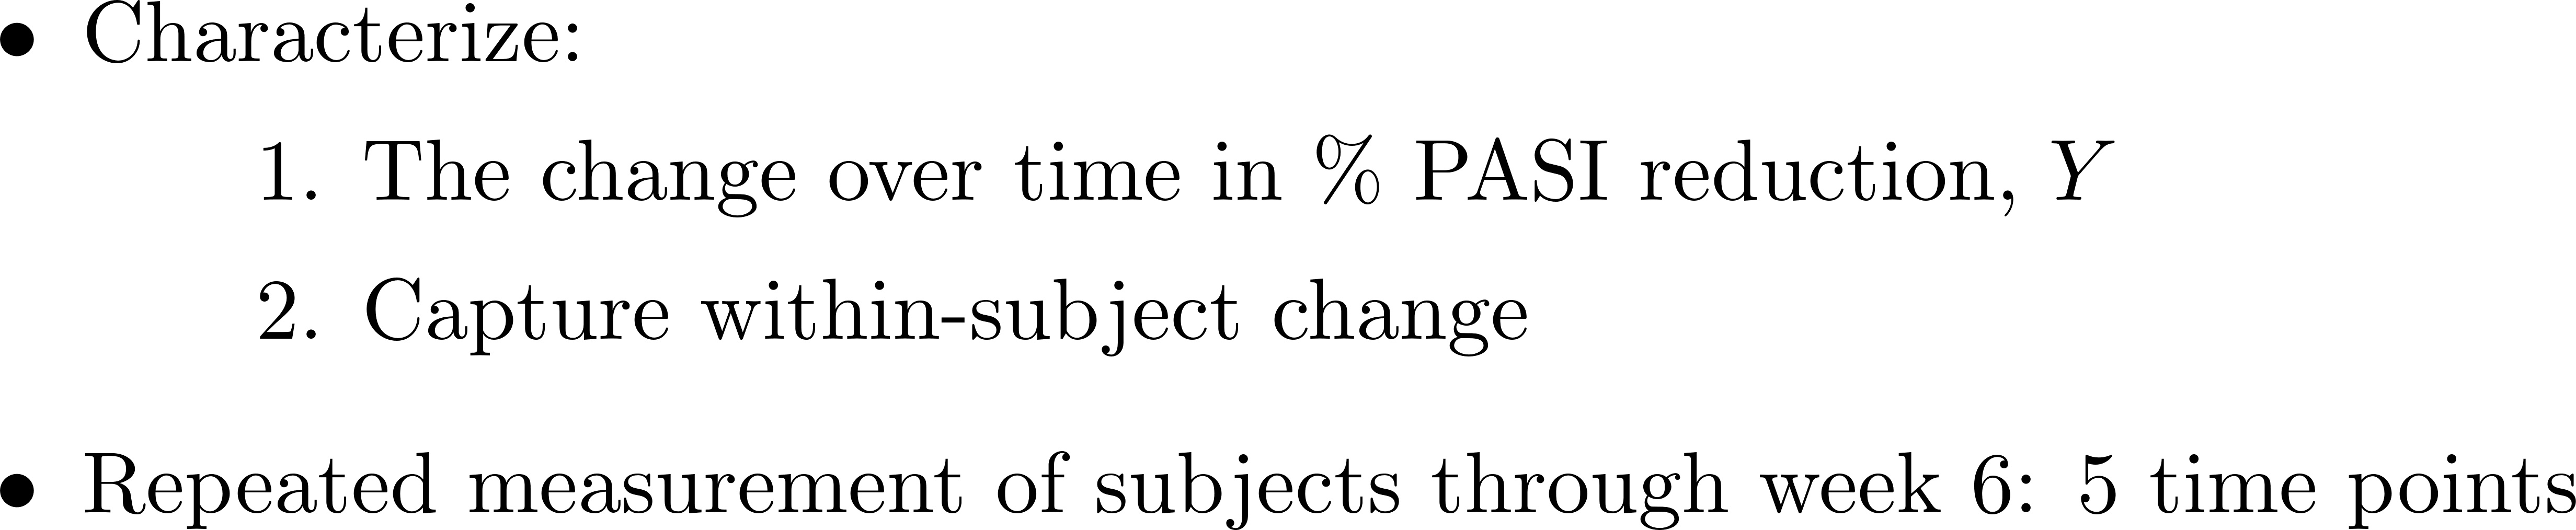 • Characterize:
1. The change over time in % PASI reduction, Y
2. Capture within-subject change
• Repeated measurement of subjects through week 6: 5 time points